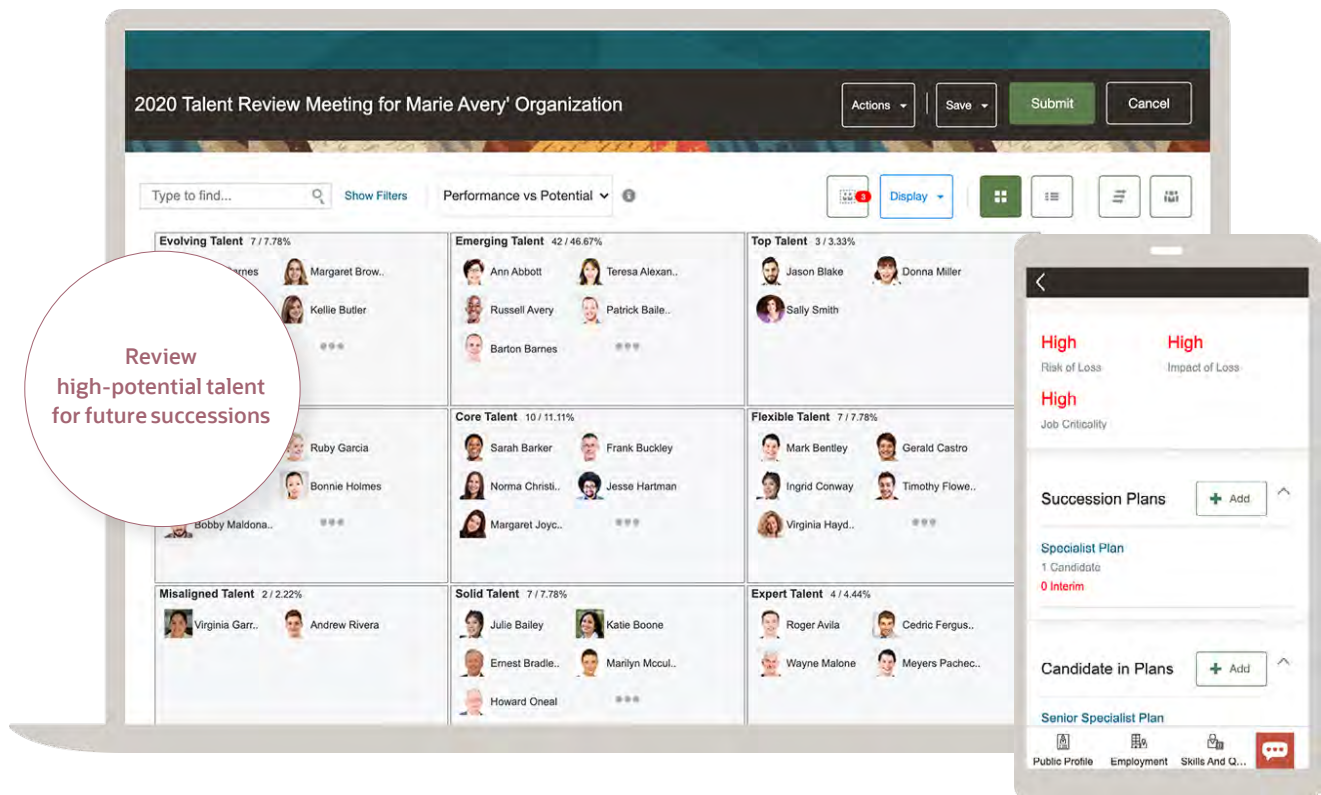 2020 Talent Review Meeting for Marie Avery' Organization
Actions
Save
Submit
Cancel
Type to find...
Show Filters
Performance vs Potential
3
Display
Evolving Talent 7 / 7.78%
Margaret Brow..
Kellie Butler
Emerging Talent 42 / 46.67%
Ann Abbott
Teresa Alexan..
Russell Avery
Patrick Baile..
Barton Barnes
Top Talent 3 / 3.33%
Jason Blake
Donna Miller
Sally Smith
Review
high-potential talent
for future successions
Ruby Garcia
Bonnie Holmes
Bobby Maldona..
Core Talent 10 / 11.11%
Sarah Barker
Frank Buckley
Norma Christi..
Jesse Hartman
Margaret Joyc..
Flexible Talent 7 / 7.78%
Mark Bentley
Gerald Castro
Ingrid Conway
Timothy Flowe..
Virginia Hayd..
Misaligned Talent 2 / 2.22%
Virginia Garr..
Andrew Rivera
Solid Talent 7 / 7.78%
Julie Bailey
Katie Boone
Ernest Bradle..
Marilyn Mccul..
Howard Oneal
Expert Talent 4 / 4.44%
Roger Avila
Cedric Fergus..
Wayne Malone
Meyers Pachec..
High
Risk of Loss
High
Impact of Loss
High
Job Criticality
Succession Plans
Add
Specialist Plan
1 Candidate
0 Interim
Candidate in Plans
Add
Senior Specialist Plan
Public Profile
Employment
Skills And Q...